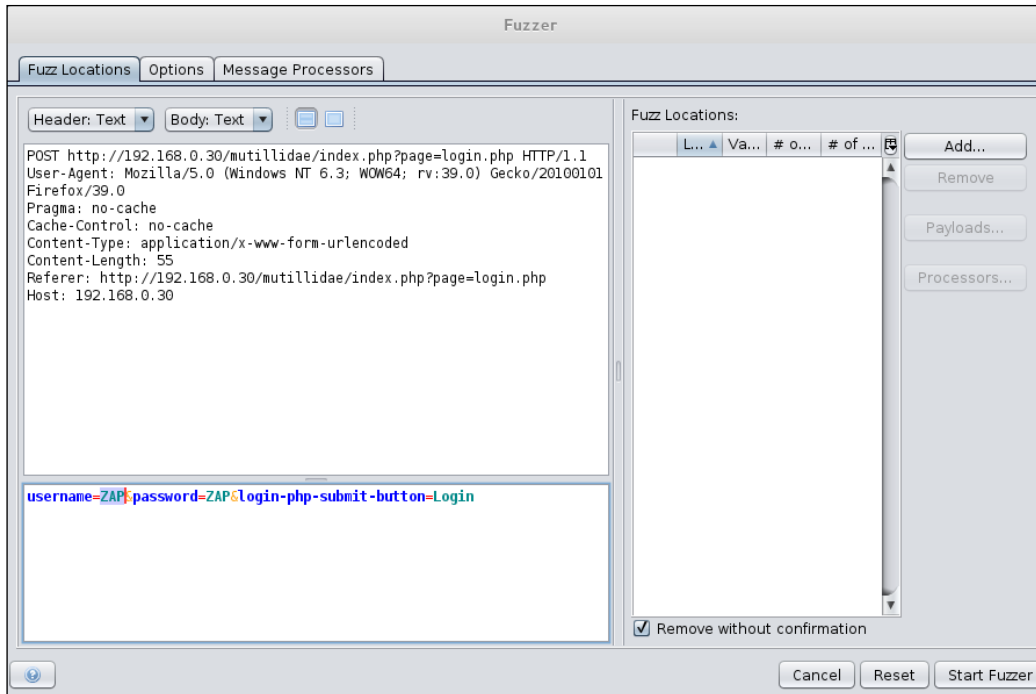 Fuzzer
Fuzz Locations Options Message Processors
Header: Text Body: Text
POST http://192.168.0.30/mutillidae/index.php?page=login.php HTTP/1.1
User-Agent: Mozilla/5.0 (Windows NT 6.3; WOW64; rv:39.0) Gecko/20100101
Firefox/39.0
Pragma: no-cache
Cache-Control: no-cache
Content-Type: application/x-www-form-urlencoded
Content-Length: 55
Referer: http://192.168.0.30/mutillidae/index.php?page=login.php
Host: 192.168.0.30
username=ZAP&password=ZAP&login-php-submit-button=Login
Fuzz Locations:
L... Va... # o... # of ...
Add...
Remove
Payloads...
Processors...
Remove without confirmation
Cancel Reset Start Fuzzer